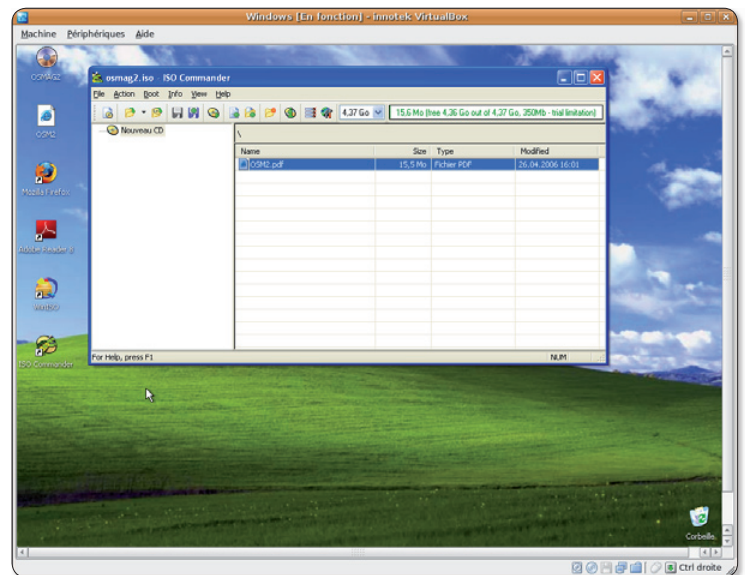 Windows [En fonction] - innotek VirtualBox
Machine Périphériques Aide
OSMAG2
osmag2.iso - ISO Commander
File Action Boot Info View Help
4,37 Go 15,6 Mo (free 4,36 Go out of 4,37 Go, 350Mb - trial limitation)
Nouveau CD
\
Name Size Type Modified
OSM2.pdf 15,5 Mo Fichier PDF 26.04.2006 16:01
OSM2
Mozilla Firefox
Adobe Reader 8
WinISO
ISO Commander
For Help, press F1 NUM
Corbeille
Ctrl droite